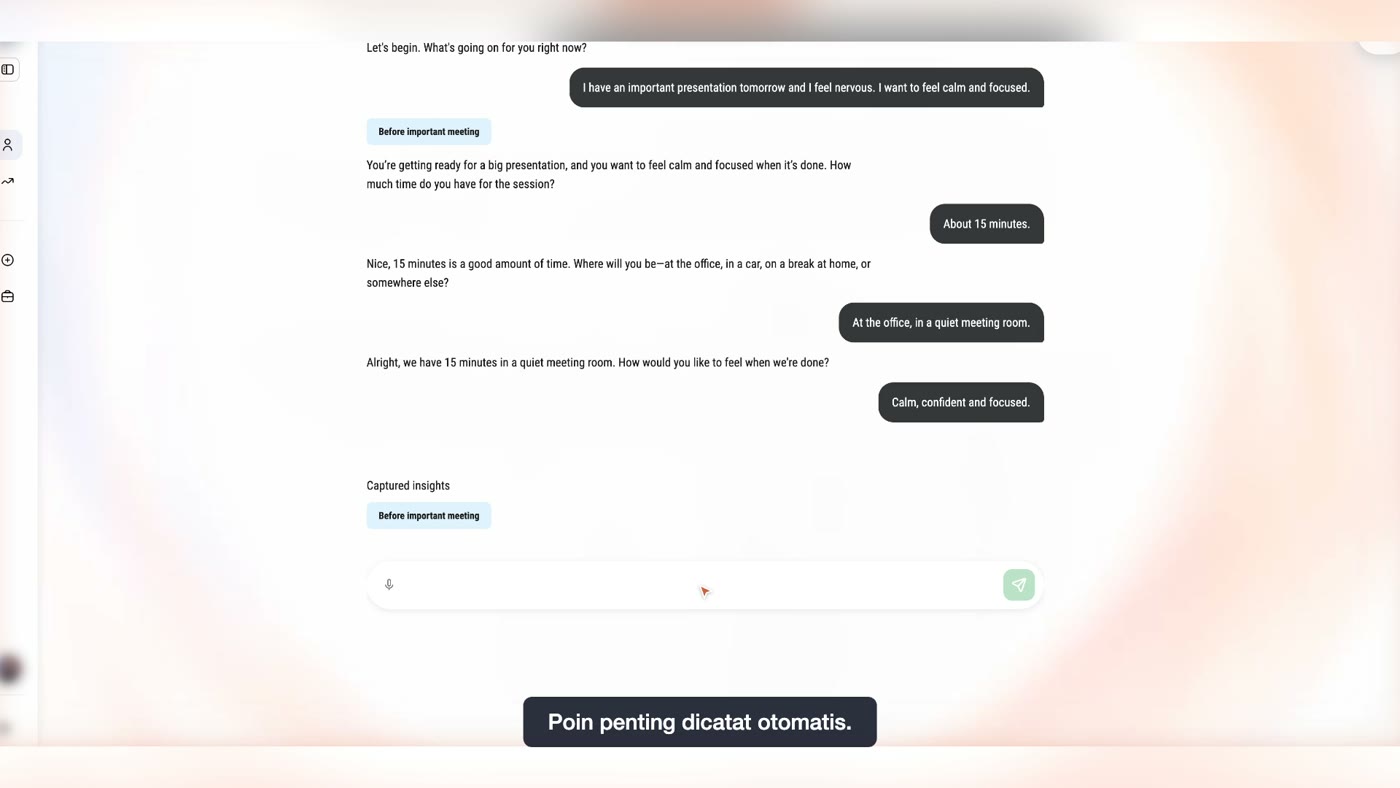 Let's begin. What's going on for you right now?
I have an important presentation tomorrow and I feel nervous. I want to feel calm and focused.
Before important meeting
You're getting ready for a big presentation, and you want to feel calm and focused when it's done. How
much time do you have for the session?
About 15 minutes.
Nice, 15 minutes is a good amount of time. Where will you be—at the office, in a car, on a break at home, or
somewhere else?
At the office, in a quiet meeting room.
Alright, we have 15 minutes in a quiet meeting room. How would you like to feel when we're done?
Calm, confident and focused.
Captured insights
Before important meeting
Poin penting dicatat otomatis.